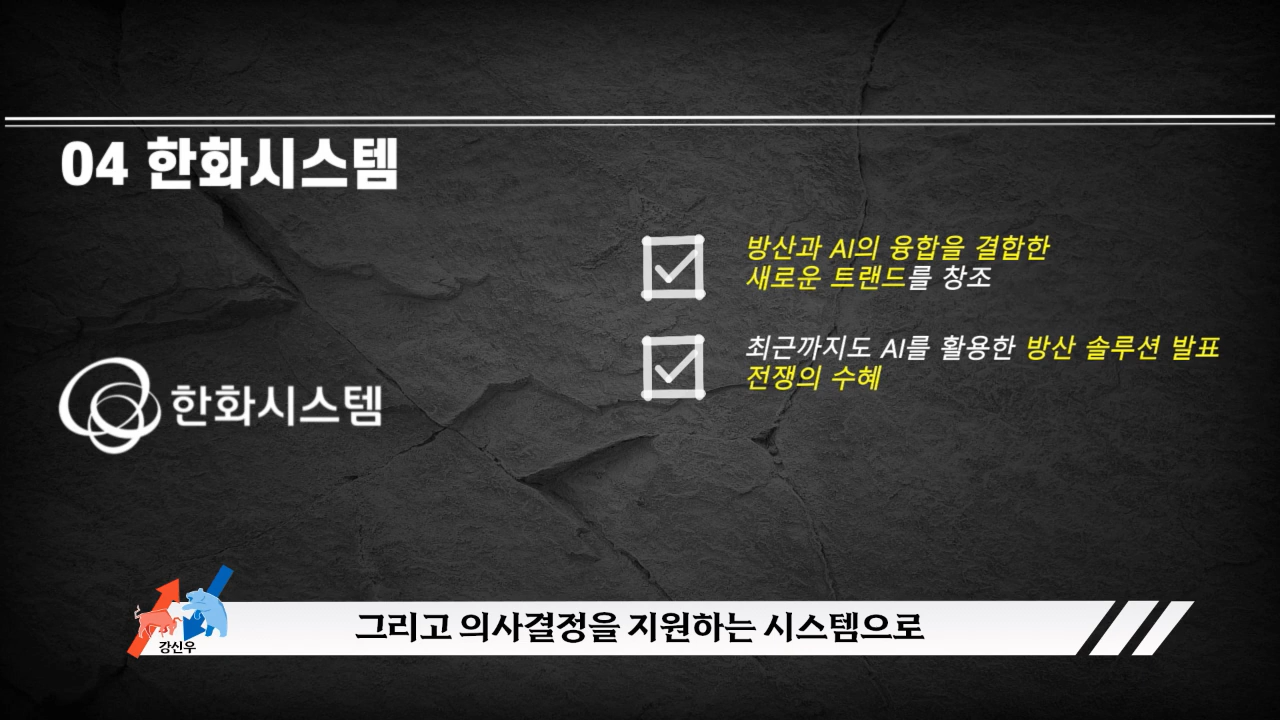 04 한화시스템
방산과 AI의 융합을 결합한
새로운 트랜드를 창조
최근까지도 AI를 활용한 방산 솔루션 발표
전쟁의 수혜
한화시스템
강신우
그리고 의사결정을 지원하는 시스템으로